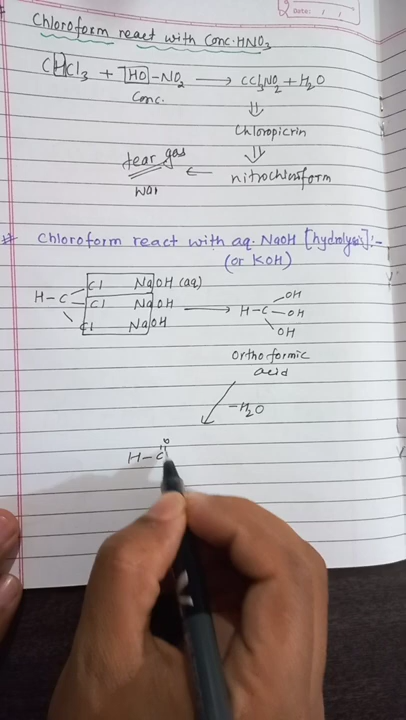 2
Date: / /
Chloroform react with Conc. HNO3
CHCl3 + HO-NO2 → CCl3NO2 + H2O
Conc.
⇓
Chloropicrin
⇓
tear gas ← nitrochloroform
war
# Chloroform react with aq. NaOH [hydrolysis] :-
(or KOH)
Cl NaOH (aq)
H-C-Cl NaOH → H-C-OH
Cl NaOH
OH
OH
Orthoformic
acid
-H2O
O
H-C